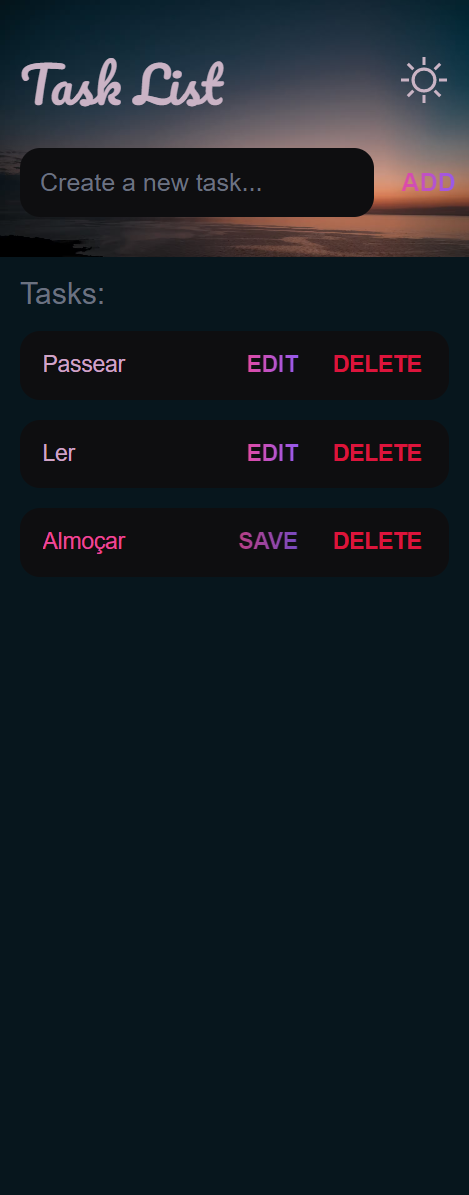 Task List
Create a new task...
ADD
Tasks:
Passear EDIT DELETE
Ler EDIT DELETE
Almoçar SAVE DELETE